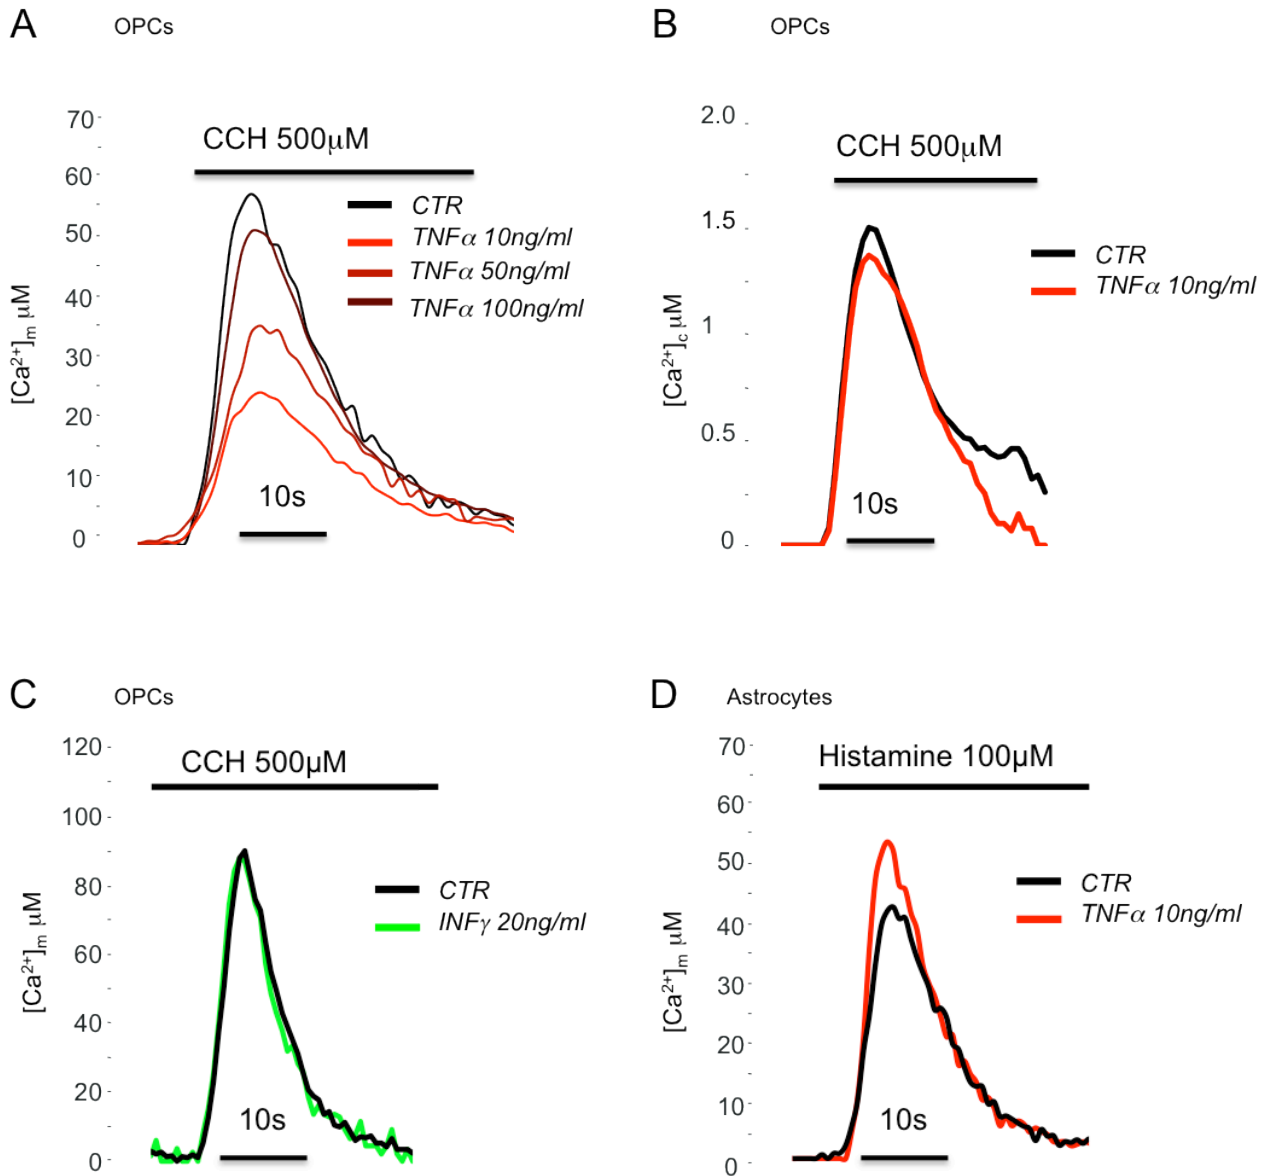 A
OPCs
70
60
50
40
30
20
10
0
[Ca²⁺]m μM
CCH 500μM
CTR
TNFα 10ng/ml
TNFα 50ng/ml
TNFα 100ng/ml
10s
B
OPCs
2.0
1.5
1
0.5
0
[Ca²⁺]c μM
CCH 500μM
CTR
TNFα 10ng/ml
10s
C
OPCs
120
100
80
60
40
20
0
[Ca²⁺]m μM
CCH 500μM
CTR
INFγ 20ng/ml
10s
D
Astrocytes
70
60
50
40
30
20
10
0
[Ca²⁺]m μM
Histamine 100μM
CTR
TNFα 10ng/ml
10s